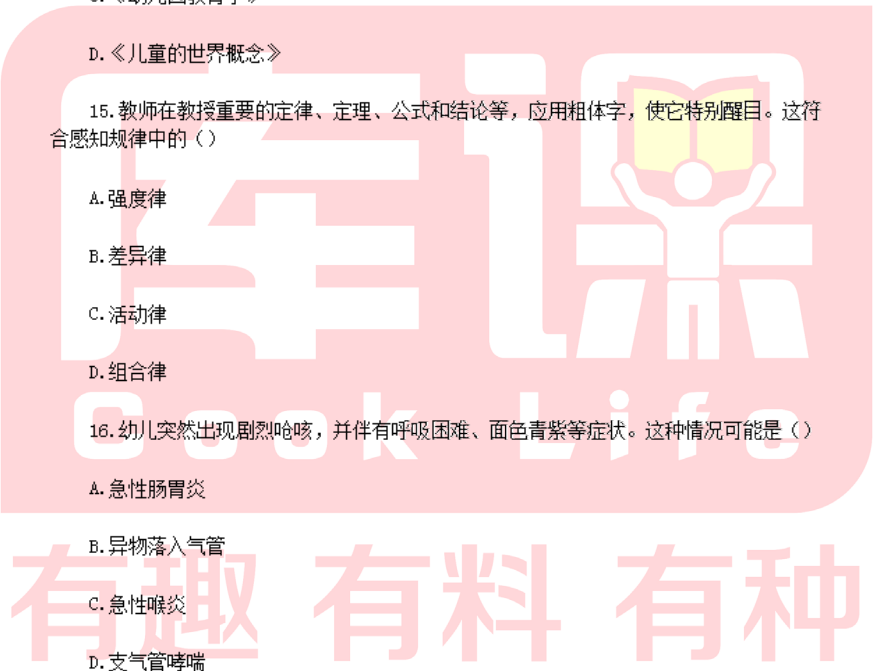 D.《儿童的世界概念》
15.教师在教授重要的定律、定理、公式和结论等，应用粗体字，使它特别醒目。这符
合感知规律中的（）
A.强度律
B.差异律
C.活动律
D.组合律
16.幼儿突然出现剧烈呛咳，并伴有呼吸困难、面色青紫等症状。这种情况可能是（）
A.急性肠胃炎
B.异物落入气管
C.急性喉炎
D.支气管哮喘
库课
Cook Life
有趣 有料 有种